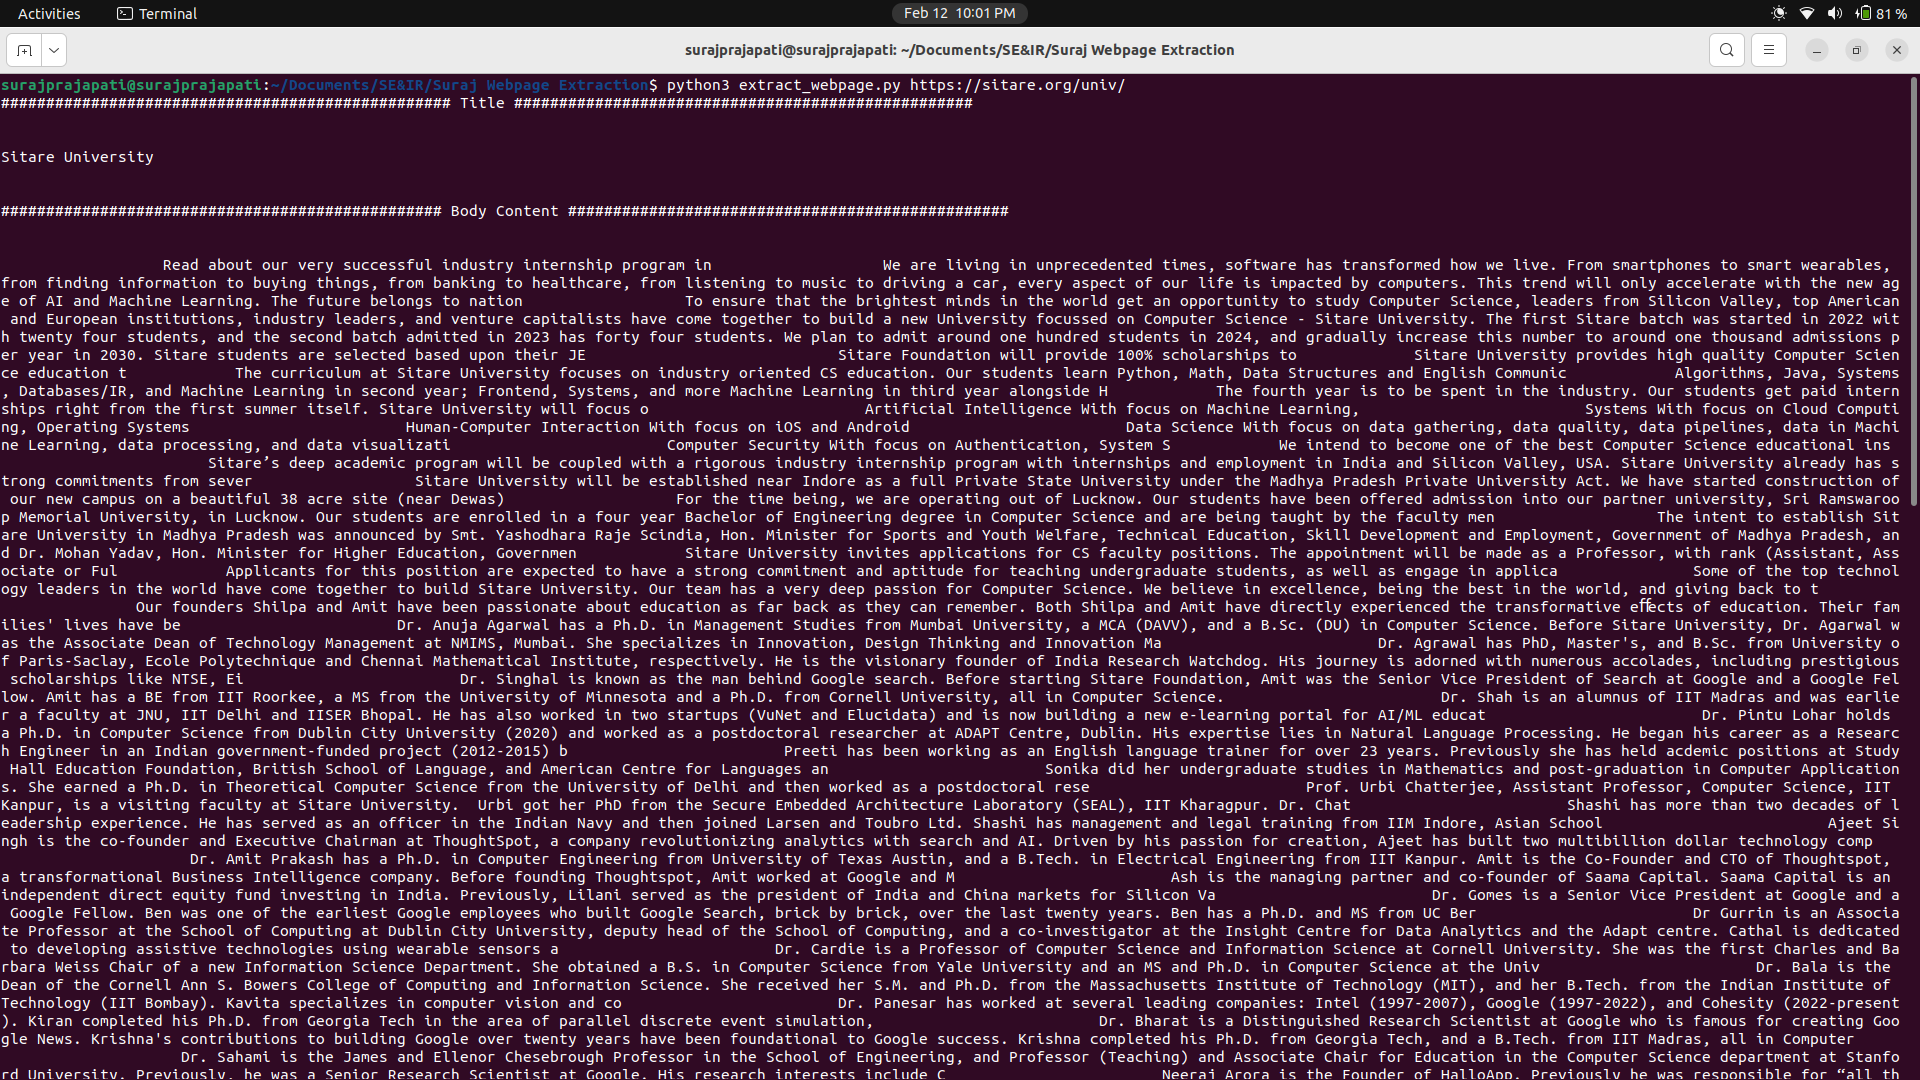 Activities Terminal Feb 12 10:01 PM 81 %
surajprajapati@surajprajapati: ~/Documents/SE&IR/Suraj Webpage Extraction
surajprajapati@surajprajapati:~/Documents/SE&IR/Suraj Webpage Extraction$ python3 extract_webpage.py https://sitare.org/univ/
################################################## Title ###################################################
Sitare University
################################################# Body Content #################################################
Read about our very successful industry internship program in We are living in unprecedented times, software has transformed how we live. From smartphones to smart wearables,
from finding information to buying things, from banking to healthcare, from listening to music to driving a car, every aspect of our life is impacted by computers. This trend will only accelerate with the new ag
e of AI and Machine Learning. The future belongs to nation To ensure that the brightest minds in the world get an opportunity to study Computer Science, leaders from Silicon Valley, top American
and European institutions, industry leaders, and venture capitalists have come together to build a new University focussed on Computer Science - Sitare University. The first Sitare batch was started in 2022 wit
h twenty four students, and the second batch admitted in 2023 has forty four students. We plan to admit around one hundred students in 2024, and gradually increase this number to around one thousand admissions p
er year in 2030. Sitare students are selected based upon their JE Sitare Foundation will provide 100% scholarships to Sitare University provides high quality Computer Scien
ce education t The curriculum at Sitare University focuses on industry oriented CS education. Our students learn Python, Math, Data Structures and English Communic Algorithms, Java, Systems
, Databases/IR, and Machine Learning in second year; Frontend, Systems, and more Machine Learning in third year alongside H The fourth year is to be spent in the industry. Our students get paid intern
ships right from the first summer itself. Sitare University will focus o Artificial Intelligence With focus on Machine Learning, Systems With focus on Cloud Computi
ng, Operating Systems Human-Computer Interaction With focus on iOS and Android Data Science With focus on data gathering, data quality, data pipelines, data in Machi
ne Learning, data processing, and data visualizati Computer Security With focus on Authentication, System S We intend to become one of the best Computer Science educational ins
Sitare’s deep academic program will be coupled with a rigorous industry internship program with internships and employment in India and Silicon Valley, USA. Sitare University already has s
trong commitments from sever Sitare University will be established near Indore as a full Private State University under the Madhya Pradesh Private University Act. We have started construction of
our new campus on a beautiful 38 acre site (near Dewas) For the time being, we are operating out of Lucknow. Our students have been offered admission into our partner university, Sri Ramswaroo
p Memorial University, in Lucknow. Our students are enrolled in a four year Bachelor of Engineering degree in Computer Science and are being taught by the faculty men The intent to establish Sit
are University in Madhya Pradesh was announced by Smt. Yashodhara Raje Scindia, Hon. Minister for Sports and Youth Welfare, Technical Education, Skill Development and Employment, Government of Madhya Pradesh, an
d Dr. Mohan Yadav, Hon. Minister for Higher Education, Governmen Sitare University invites applications for CS faculty positions. The appointment will be made as a Professor, with rank (Assistant, Ass
ociate or Ful Applicants for this position are expected to have a strong commitment and aptitude for teaching undergraduate students, as well as engage in applica Some of the top technol
ogy leaders in the world have come together to build Sitare University. Our team has a very deep passion for Computer Science. We believe in excellence, being the best in the world, and giving back to t
Our founders Shilpa and Amit have been passionate about education as far back as they can remember. Both Shilpa and Amit have directly experienced the transformative effects of education. Their fam
ilies' lives have be Dr. Anuja Agarwal has a Ph.D. in Management Studies from Mumbai University, a MCA (DAVV), and a B.Sc. (DU) in Computer Science. Before Sitare University, Dr. Agarwal w
as the Associate Dean of Technology Management at NMIMS, Mumbai. She specializes in Innovation, Design Thinking and Innovation Ma Dr. Agrawal has PhD, Master's, and B.Sc. from University o
f Paris-Saclay, Ecole Polytechnique and Chennai Mathematical Institute, respectively. He is the visionary founder of India Research Watchdog. His journey is adorned with numerous accolades, including prestigious
scholarships like NTSE, Ei Dr. Singhal is known as the man behind Google search. Before starting Sitare Foundation, Amit was the Senior Vice President of Search at Google and a Google Fel
low. Amit has a BE from IIT Roorkee, a MS from the University of Minnesota and a Ph.D. from Cornell University, all in Computer Science. Dr. Shah is an alumnus of IIT Madras and was earlie
r a faculty at JNU, IIT Delhi and IISER Bhopal. He has also worked in two startups (VuNet and Elucidata) and is now building a new e-learning portal for AI/ML educat Dr. Pintu Lohar holds
a Ph.D. in Computer Science from Dublin City University (2020) and worked as a postdoctoral researcher at ADAPT Centre, Dublin. His expertise lies in Natural Language Processing. He began his career as a Researc
h Engineer in an Indian government-funded project (2012-2015) b Preeti has been working as an English language trainer for over 23 years. Previously she has held acdemic positions at Study
Hall Education Foundation, British School of Language, and American Centre for Languages an Sonika did her undergraduate studies in Mathematics and post-graduation in Computer Application
s. She earned a Ph.D. in Theoretical Computer Science from the University of Delhi and then worked as a postdoctoral rese Prof. Urbi Chatterjee, Assistant Professor, Computer Science, IIT
Kanpur, is a visiting faculty at Sitare University. Urbi got her PhD from the Secure Embedded Architecture Laboratory (SEAL), IIT Kharagpur. Dr. Chat Shashi has more than two decades of l
eadership experience. He has served as an officer in the Indian Navy and then joined Larsen and Toubro Ltd. Shashi has management and legal training from IIM Indore, Asian School Ajeet Si
ngh is the co-founder and Executive Chairman at ThoughtSpot, a company revolutionizing analytics with search and AI. Driven by his passion for creation, Ajeet has built two multibillion dollar technology comp
Dr. Amit Prakash has a Ph.D. in Computer Engineering from University of Texas Austin, and a B.Tech. in Electrical Engineering from IIT Kanpur. Amit is the Co-Founder and CTO of Thoughtspot,
a transformational Business Intelligence company. Before founding Thoughtspot, Amit worked at Google and M Ash is the managing partner and co-founder of Saama Capital. Saama Capital is an
independent direct equity fund investing in India. Previously, Lilani served as the president of India and China markets for Silicon Va Dr. Gomes is a Senior Vice President at Google and a
Google Fellow. Ben was one of the earliest Google employees who built Google Search, brick by brick, over the last twenty years. Ben has a Ph.D. and MS from UC Ber Dr Gurrin is an Associa
te Professor at the School of Computing at Dublin City University, deputy head of the School of Computing, and a co-investigator at the Insight Centre for Data Analytics and the Adapt centre. Cathal is dedicated
to developing assistive technologies using wearable sensors a Dr. Cardie is a Professor of Computer Science and Information Science at Cornell University. She was the first Charles and Ba
rbara Weiss Chair of a new Information Science Department. She obtained a B.S. in Computer Science from Yale University and an MS and Ph.D. in Computer Science at the Univ Dr. Bala is the
Dean of the Cornell Ann S. Bowers College of Computing and Information Science. She received her S.M. and Ph.D. from the Massachusetts Institute of Technology (MIT), and her B.Tech. from the Indian Institute of
Technology (IIT Bombay). Kavita specializes in computer vision and co Dr. Panesar has worked at several leading companies: Intel (1997-2007), Google (1997-2022), and Cohesity (2022-present
). Kiran completed his Ph.D. from Georgia Tech in the area of parallel discrete event simulation, Dr. Bharat is a Distinguished Research Scientist at Google who is famous for creating Goo
gle News. Krishna's contributions to building Google over twenty years have been foundational to Google success. Krishna completed his Ph.D. from Georgia Tech, and a B.Tech. from IIT Madras, all in Computer
Dr. Sahami is the James and Ellenor Chesebrough Professor in the School of Engineering, and Professor (Teaching) and Associate Chair for Education in the Computer Science department at Stanfo
rd University. Previously, he was a Senior Research Scientist at Google. His research interests include C Neeraj Arora is the Founder of HalloApp. Previously he was responsible for “all th